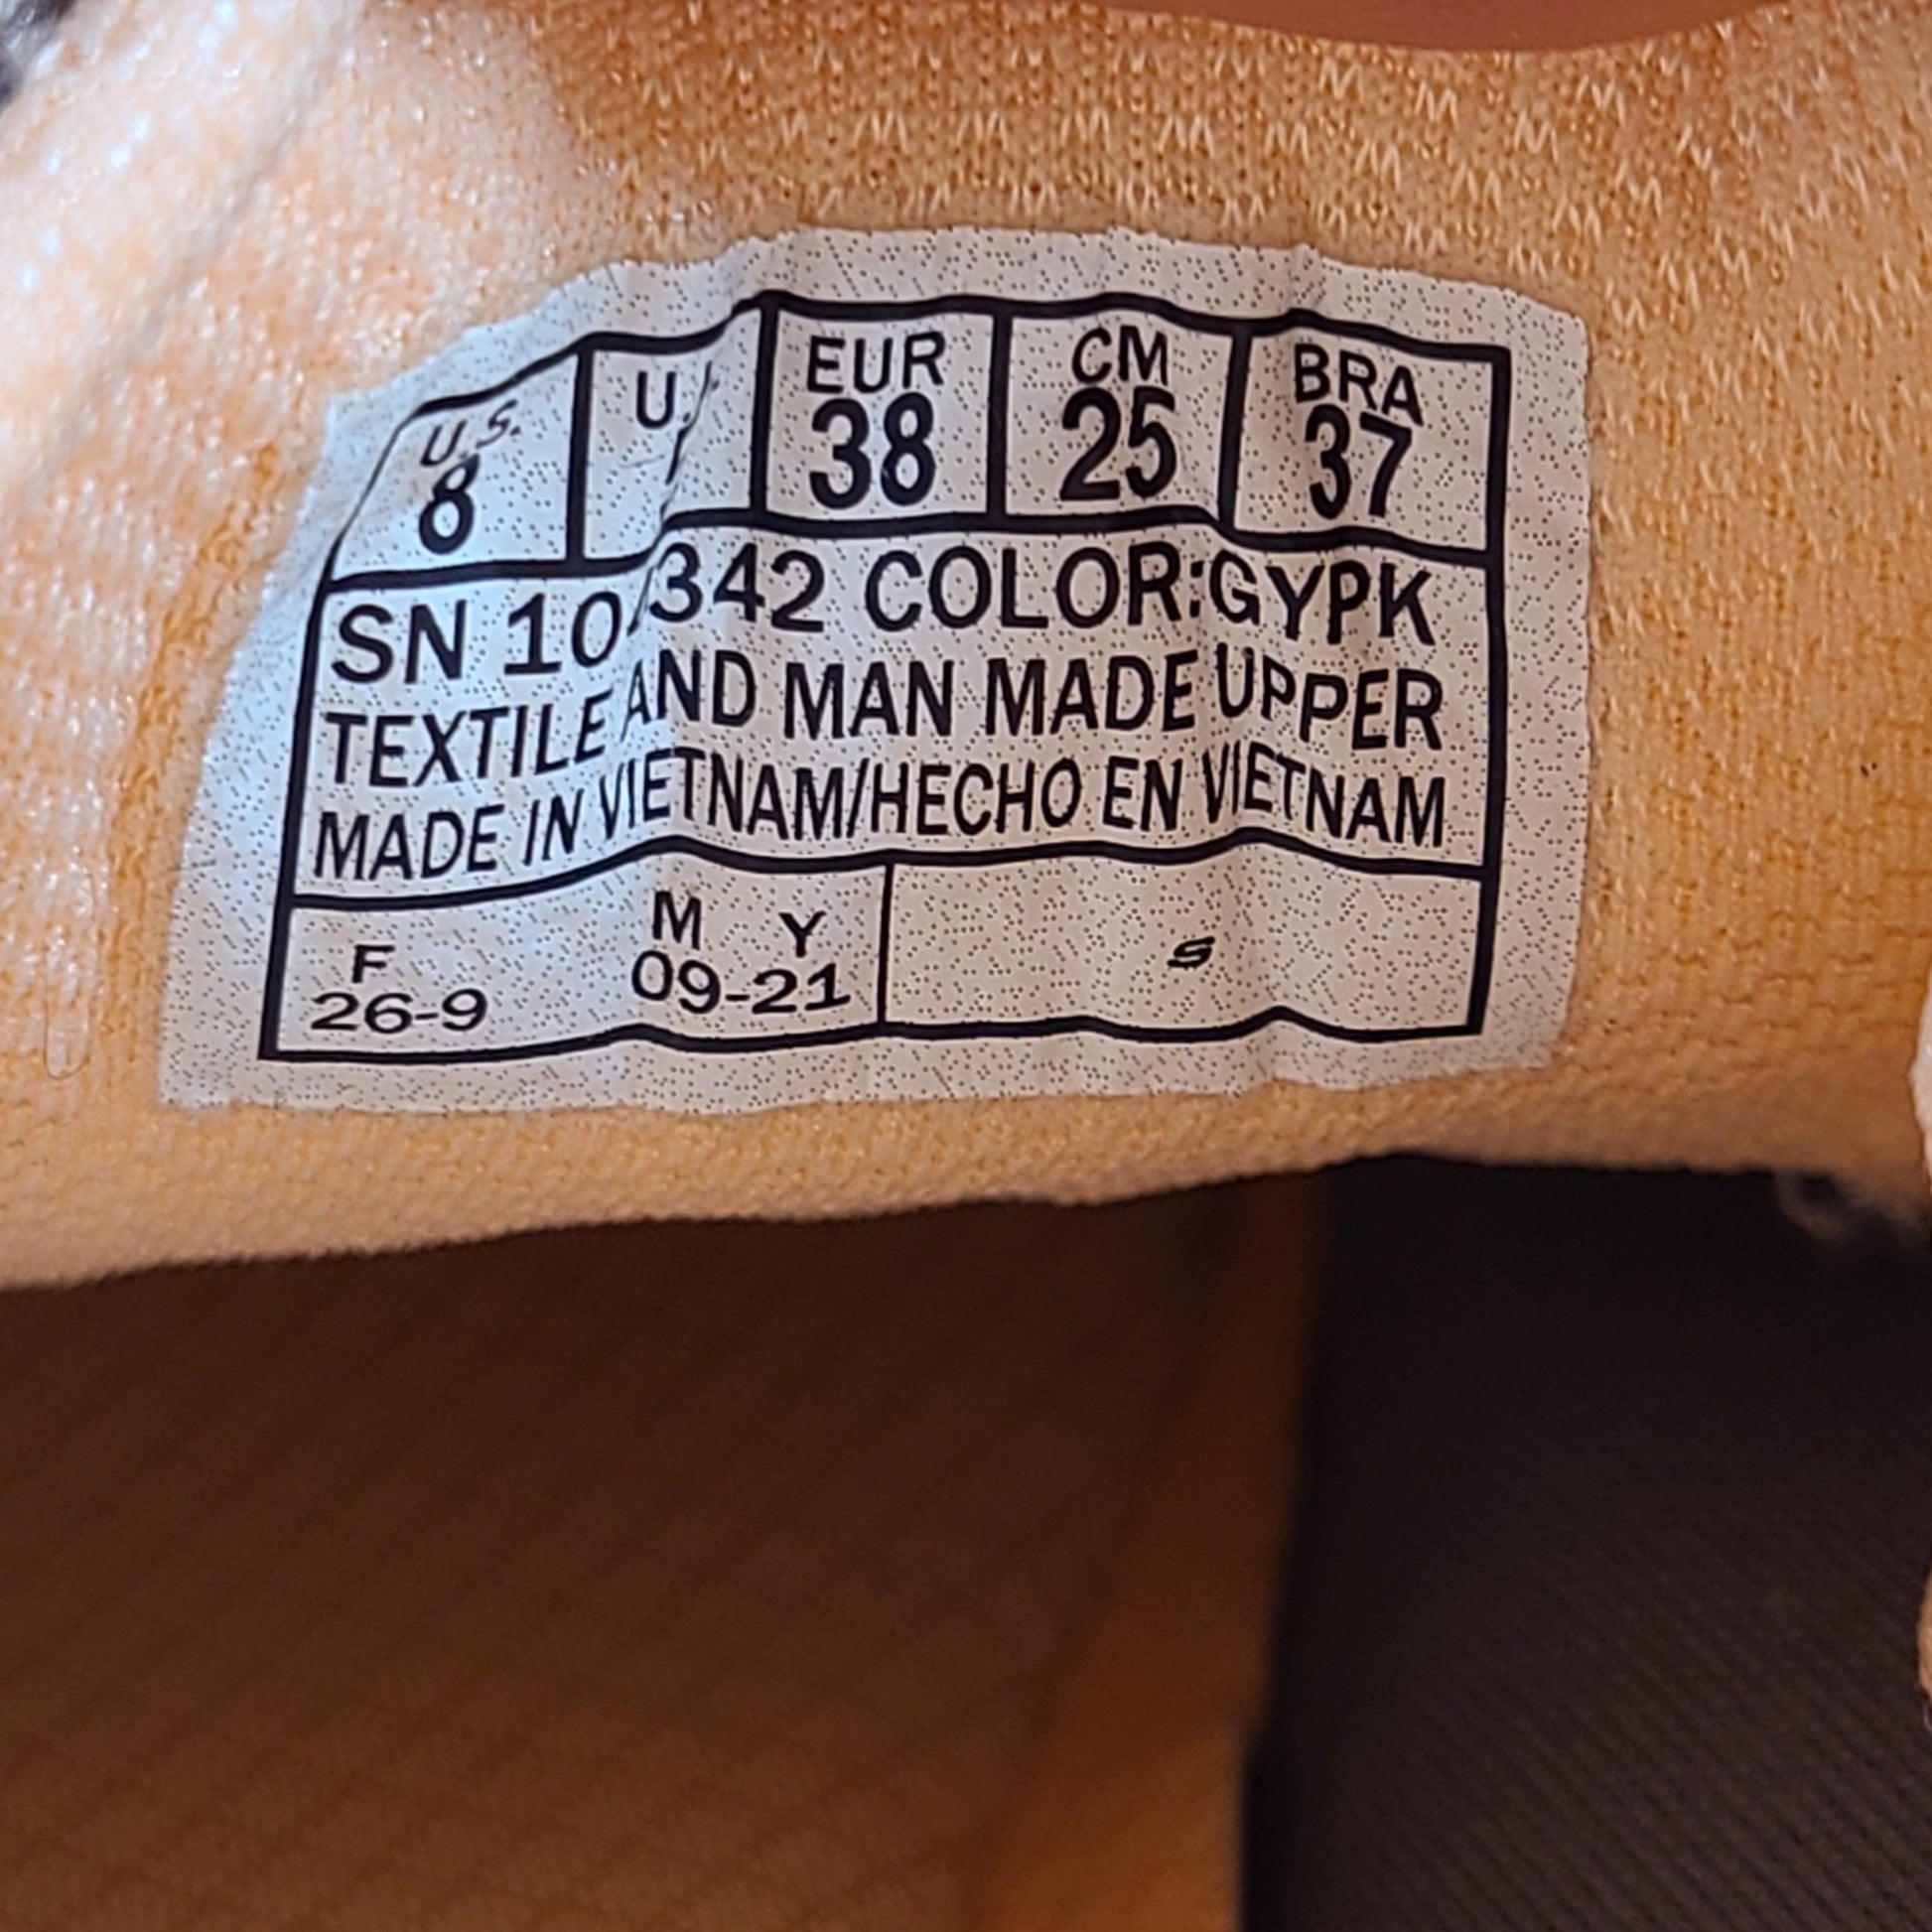 U.S. EUR CM BRA
8 38 25 37
COLOR:GYPK
TEXTILE AND MAN MADE UPPER
MADE IN VIETNAM/HECHO EN VIETNAM
F M Y
26-9 09-21 S